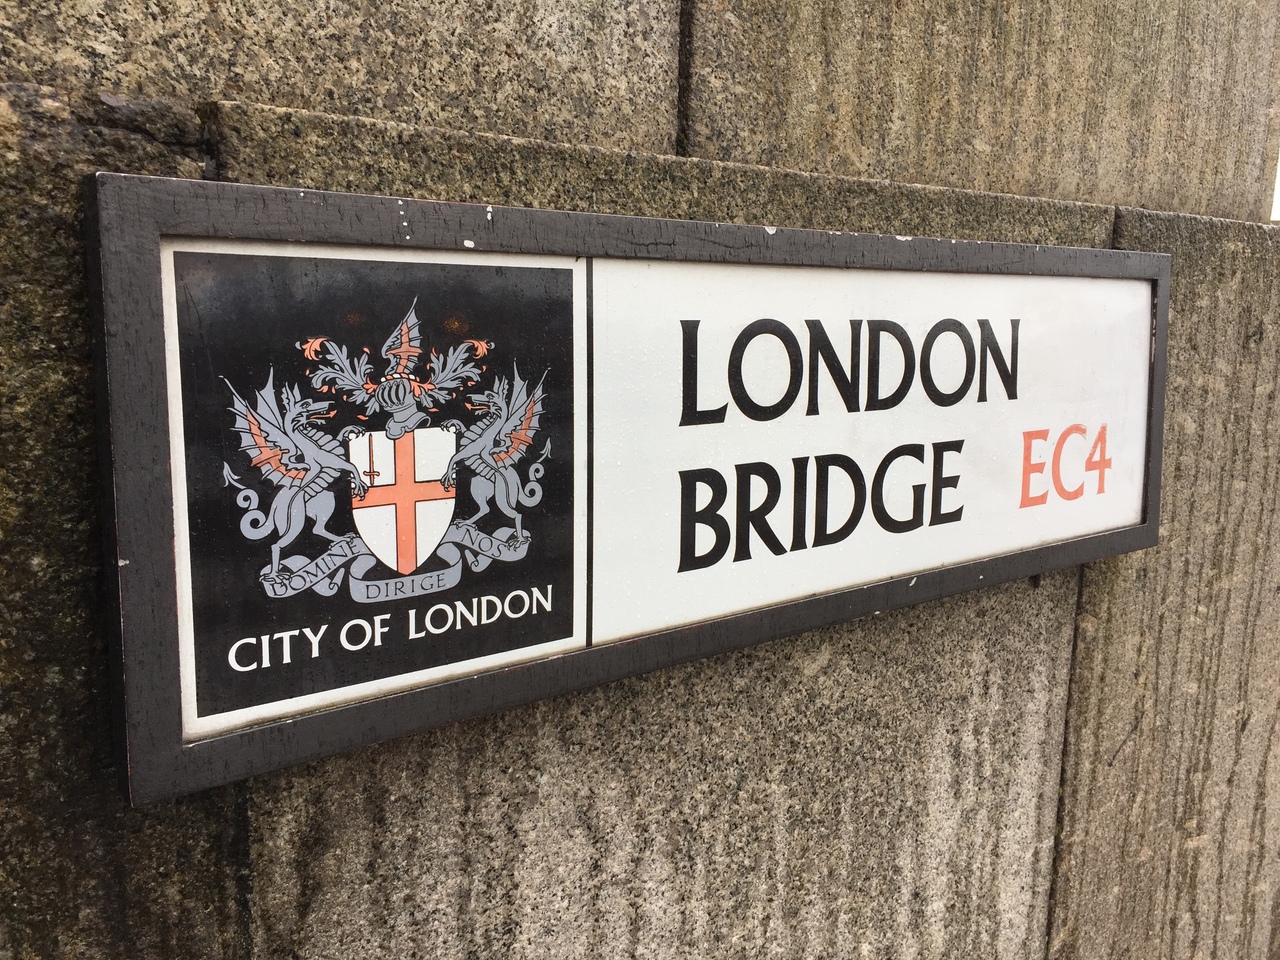 DOMINE DIRIGE NOS
CITY OF LONDON
LONDON
BRIDGE EC4